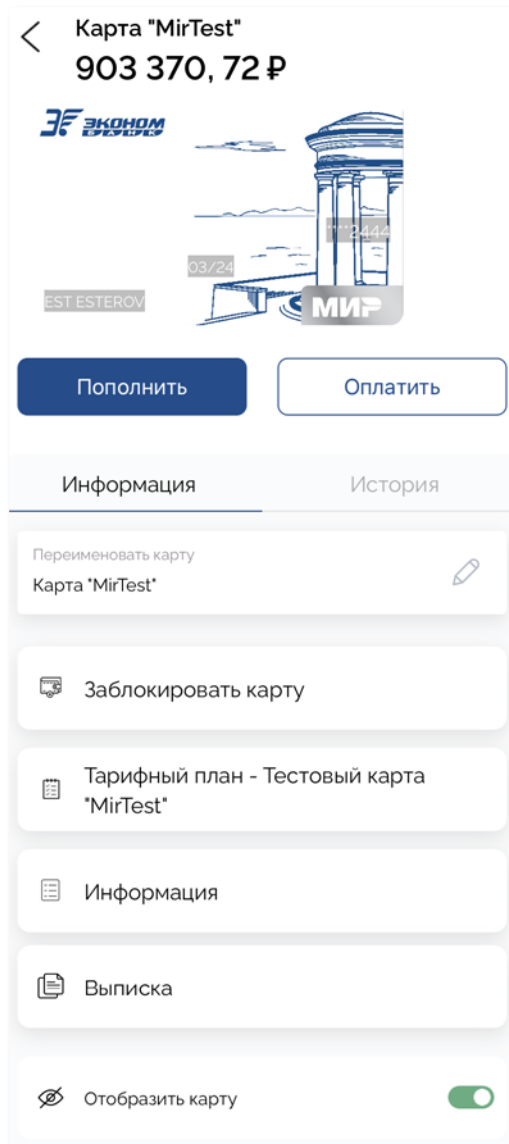 Карта "MirTest"
903 370, 72 ₽
ЭКОНОМ
БАНК
****2444
03/24
EST ESTEROV
МИР
Пополнить
Оплатить
Информация
История
Переименовать карту
Карта "MirTest"
Заблокировать карту
Тарифный план - Тестовый карта
"MirTest"
Информация
Выписка
Отобразить карту